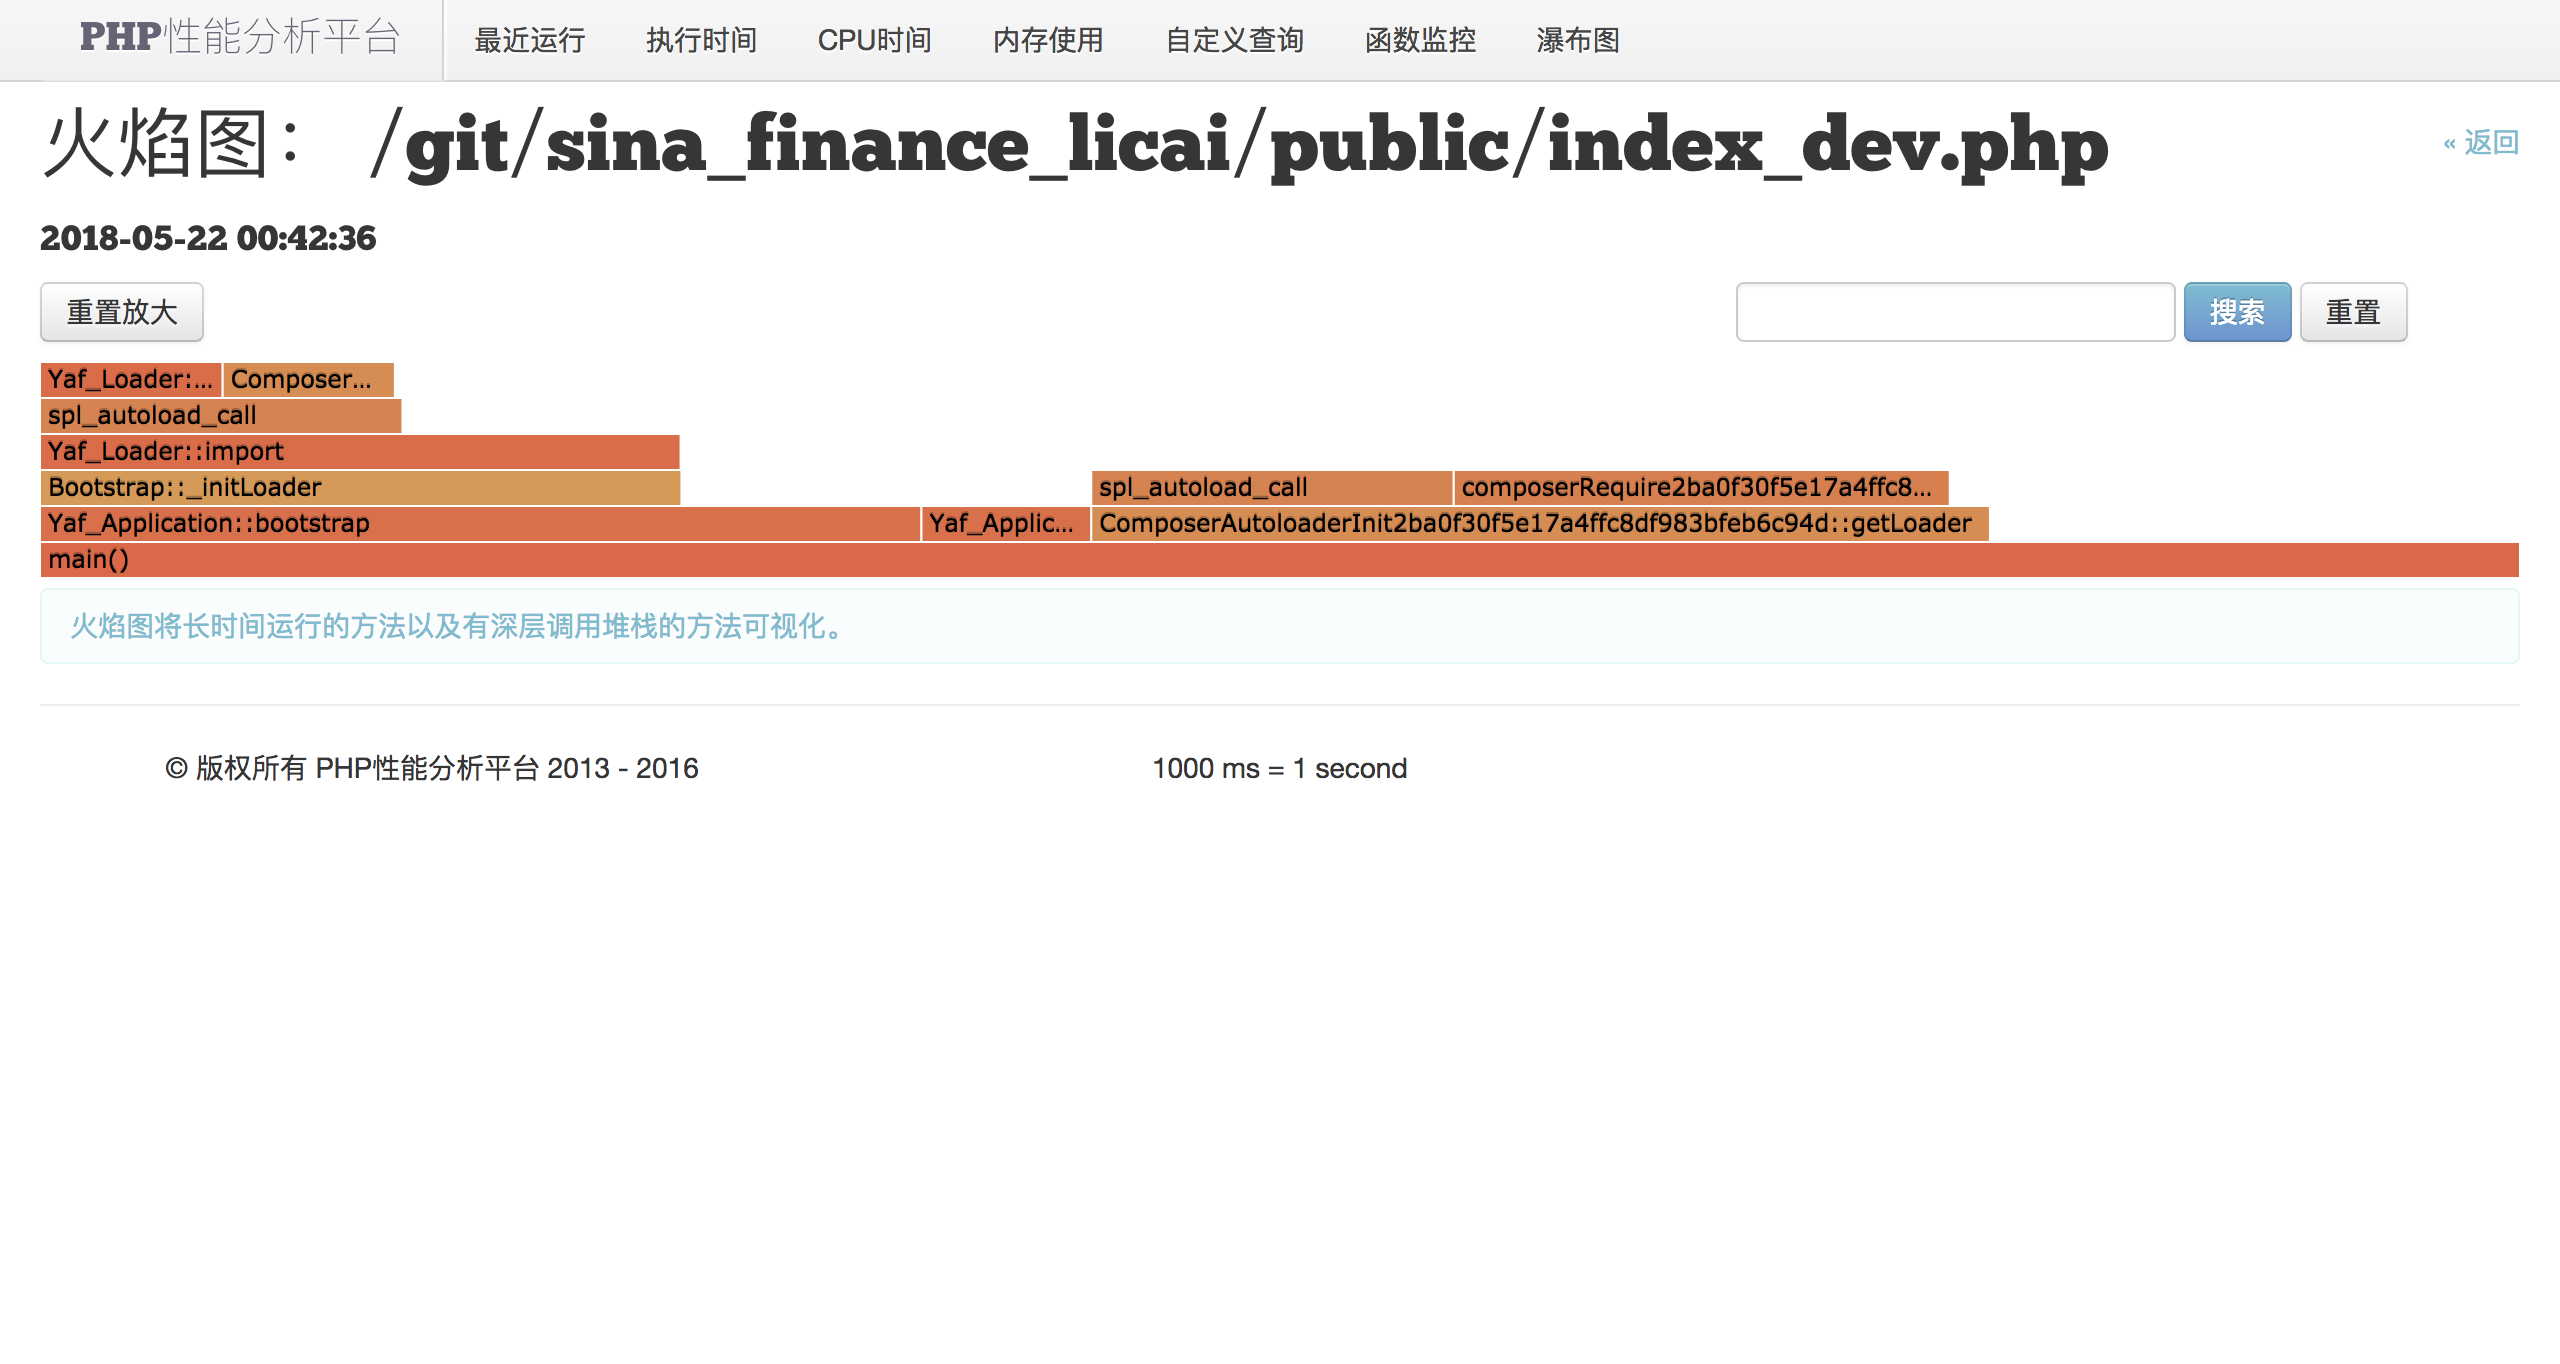 PHP性能分析平台 最近运行 执行时间 CPU时间 内存使用 自定义查询 函数监控 瀑布图
火焰图： /git/sina_finance_licai/public/index_dev.php « 返回
2018-05-22 00:42:36
重置放大 搜索 重置
Yaf_Loader:... Composer...
spl_autoload_call
Yaf_Loader::import
Bootstrap::_initLoader spl_autoload_call composerRequire2ba0f30f5e17a4ffc8...
Yaf_Application::bootstrap Yaf_Applic... ComposerAutoloaderInit2ba0f30f5e17a4ffc8df983bfeb6c94d::getLoader
main()
火焰图将长时间运行的方法以及有深层调用堆栈的方法可视化。
© 版权所有 PHP性能分析平台 2013 - 2016 1000 ms = 1 second